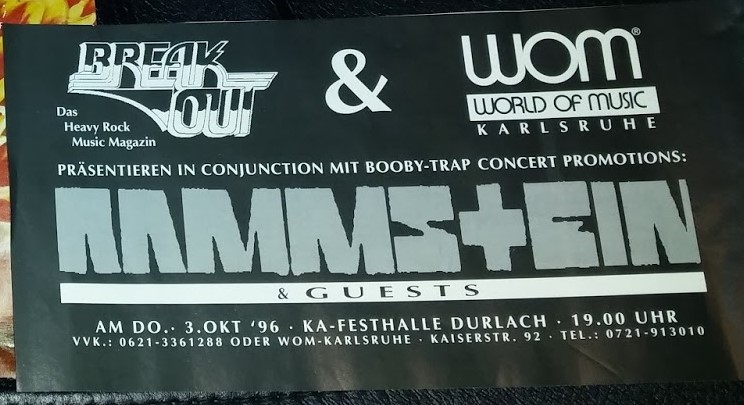 BREAK OUT
&
WOM®
WORLD OF MUSIC
KARLSRUHE
Das
Heavy Rock
Music Magazin
PRÄSENTIEREN IN CONJUNCTION MIT BOOBY-TRAP CONCERT PROMOTIONS:
RAMMSTEIN
& GUESTS
AM DO.· 3.OKT '96 · KA-FESTHALLE DURLACH · 19.00 UHR
VVK.: 0621-3361288 ODER WOM-KARLSRUHE · KAISERSTR. 92 · TEL.: 0721-913010